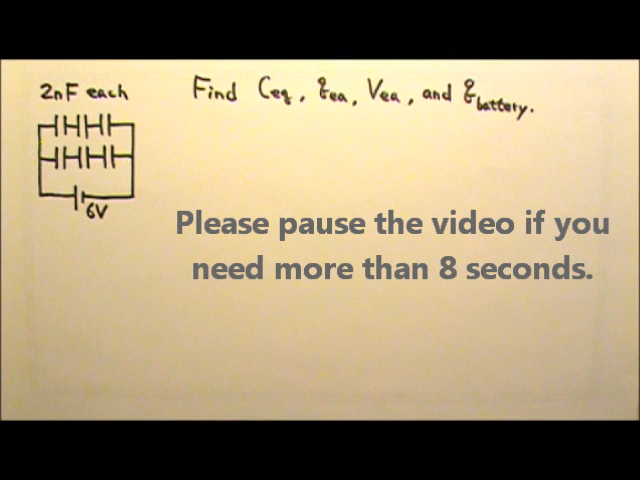 2nF each
Find Ceq, qea, Vea, and qbattery.
6V
Please pause the video if you
need more than 8 seconds.